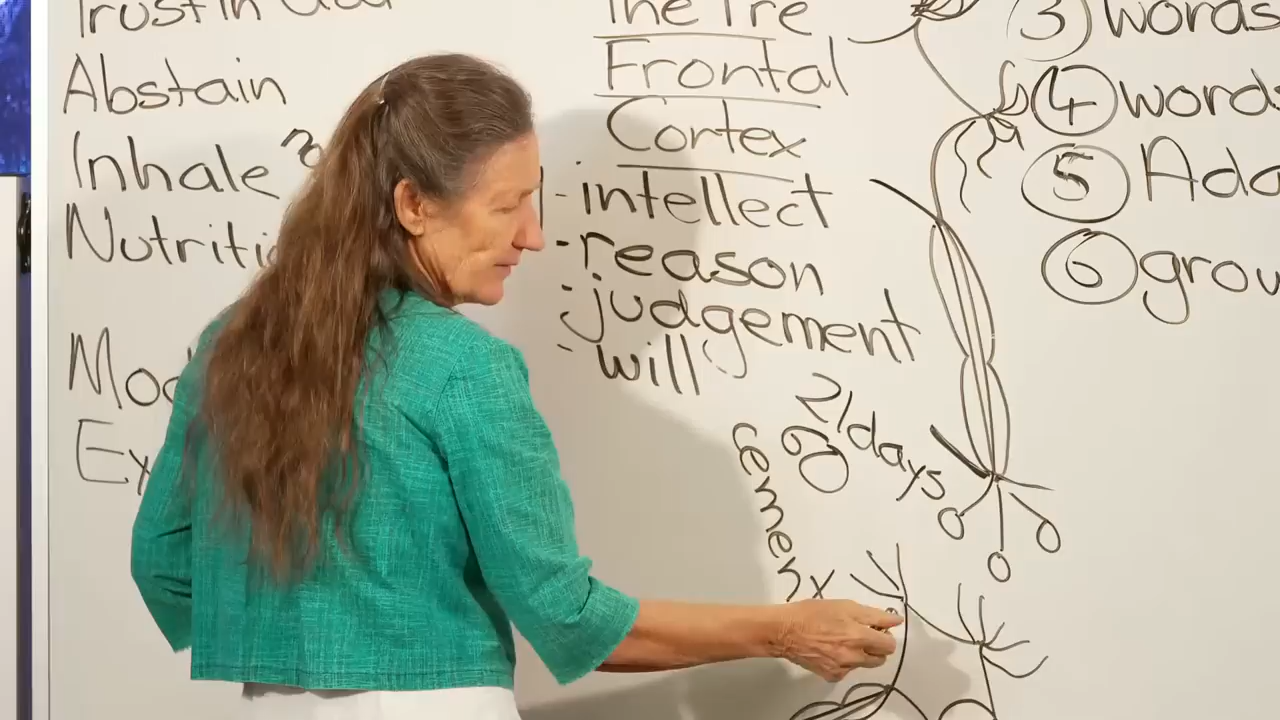 Trust in God
Abstain
Inhale
Nutriti
Mod
Ex
The Pre
Frontal
Cortex
-intellect
-reason
-judgement
-will
21 days
60
cement
3 words
4 words
5 Ad
6 grow